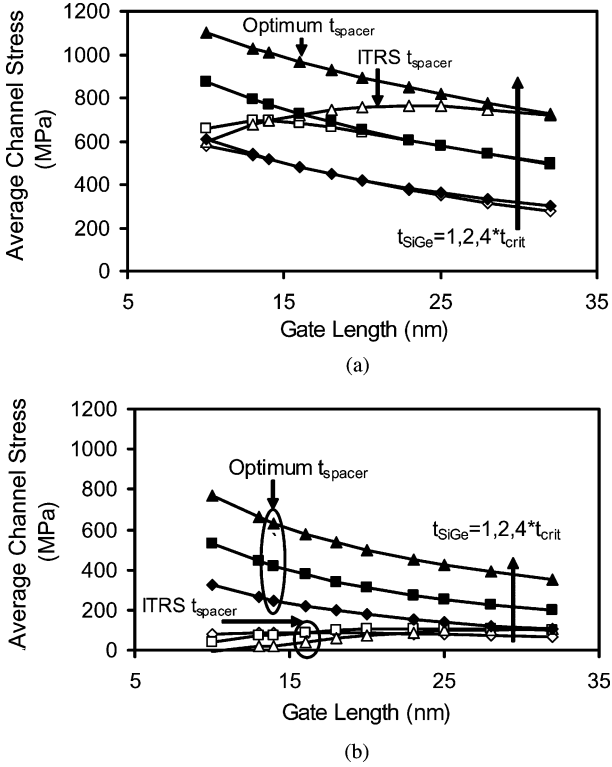 1200
1000
800
600
400
200
0
Average Channel Stress
(MPa)
Optimum tspacer
ITRS tspacer
tSiGe=1,2,4*tcrit
5
15
25
35
Gate Length (nm)
(a)
1200
1000
800
600
400
200
0
Average Channel Stress
(MPa)
Optimum tspacer
tSiGe=1,2,4*tcrit
ITRS tspacer
5
15
25
35
Gate Length (nm)
(b)